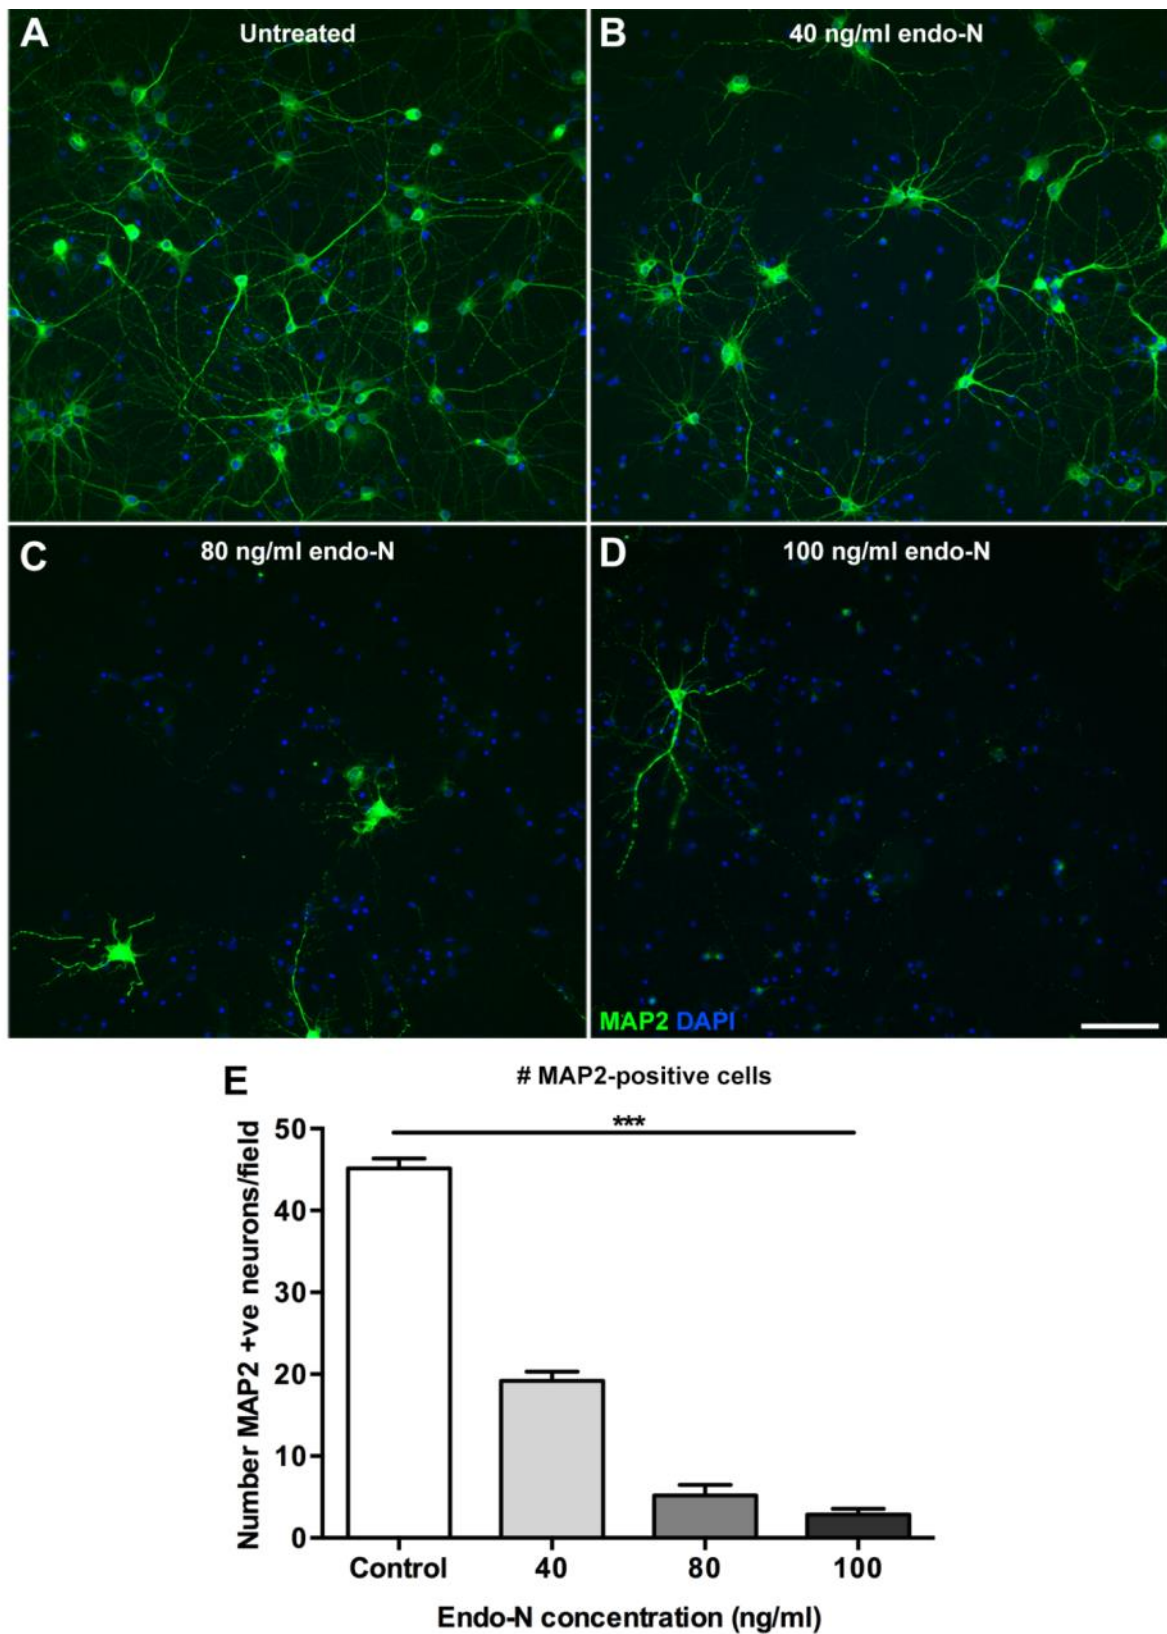 A
Untreated
B
40 ng/ml endo-N
C
80 ng/ml endo-N
D
100 ng/ml endo-N
MAP2 DAPI
E
# MAP2-positive cells
***
Number MAP2 +ve neurons/field
50
40
30
20
10
0
Control 40 80 100
Endo-N concentration (ng/ml)